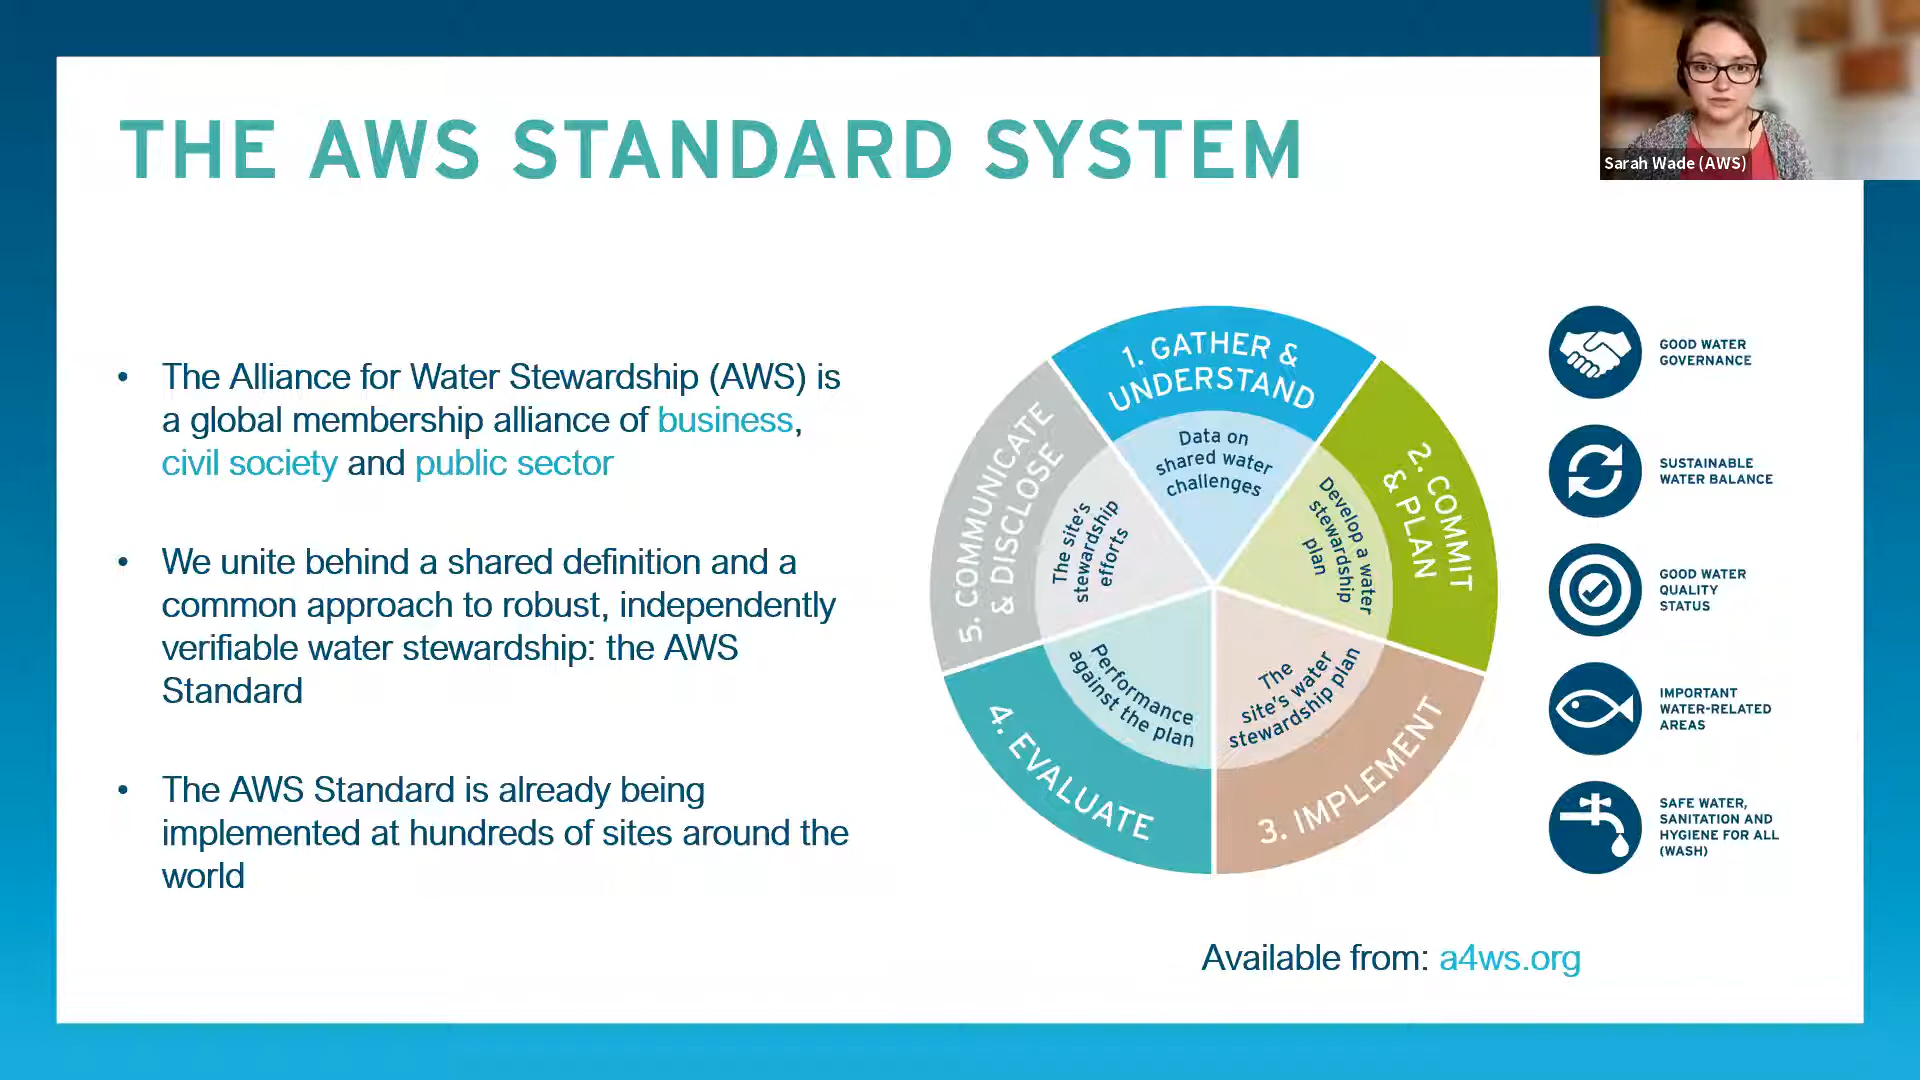 THE AWS STANDARD SYSTEM
Sarah Wade (AWS)
• The Alliance for Water Stewardship (AWS) is
a global membership alliance of business,
civil society and public sector
• We unite behind a shared definition and a
common approach to robust, independently
verifiable water stewardship: the AWS
Standard
• The AWS Standard is already being
implemented at hundreds of sites around the
world
1. GATHER &
UNDERSTAND
Data on
shared water
challenges
2. COMMIT
& PLAN
Develop a water
stewardship
plan
3. IMPLEMENT
The
site's water
stewardship plan
4. EVALUATE
Performance
against the plan
5. COMMUNICATE
& DISCLOSE
The site's
stewardship
efforts
GOOD WATER
GOVERNANCE
SUSTAINABLE
WATER BALANCE
GOOD WATER
QUALITY
STATUS
IMPORTANT
WATER-RELATED
AREAS
SAFE WATER,
SANITATION AND
HYGIENE FOR ALL
(WASH)
Available from: a4ws.org